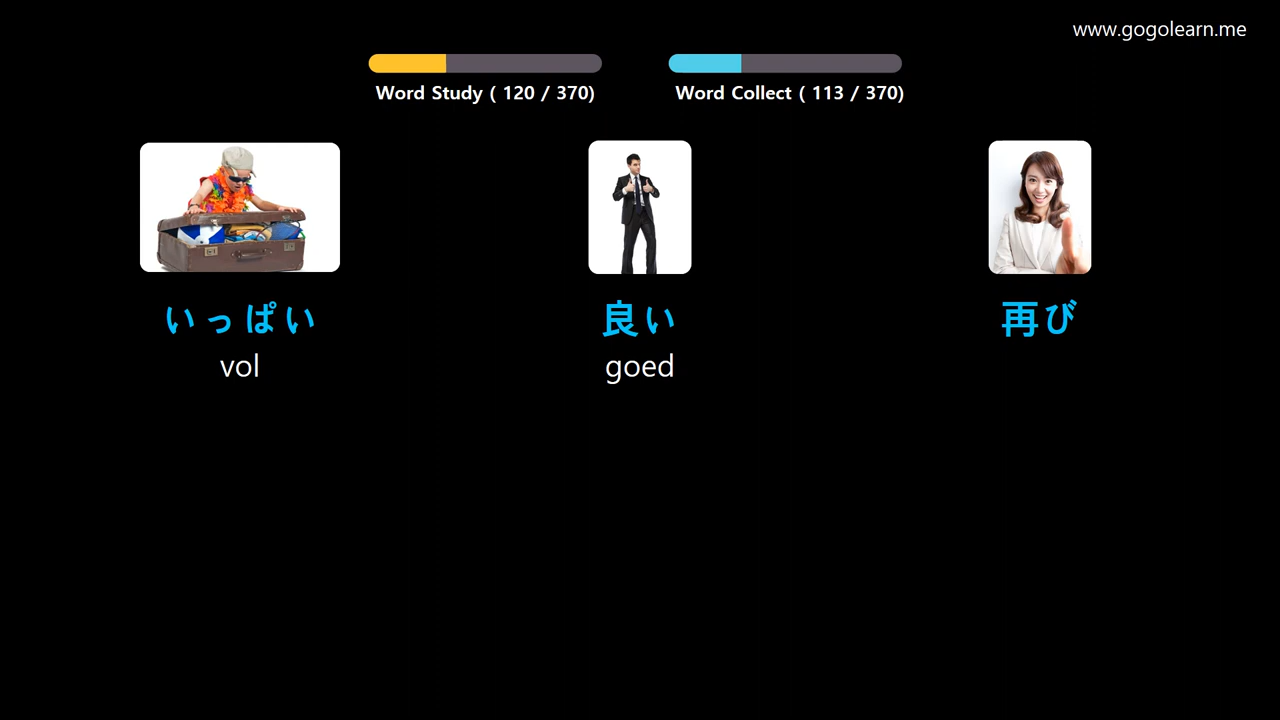 www.gogolearn.me
Word Study ( 120 / 370)
Word Collect ( 113 / 370)
いっぱい
vol
良い
goed
再び